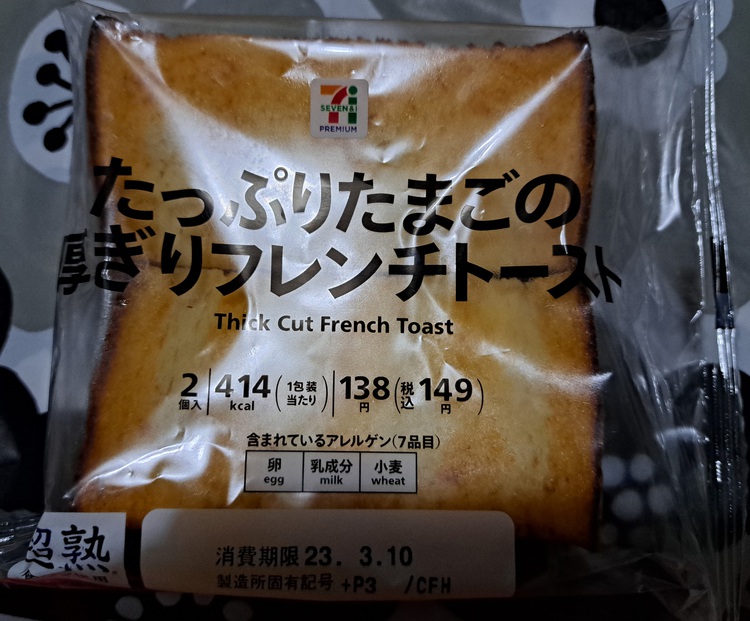 SEVEN&i
PREMIUM
たっぷりたまごの
厚ぎりフレンチトースト
Thick Cut French Toast
2個入 414kcal (1包装当たり) 138円 (税込149円)
含まれているアレルゲン(7品目)
卵 乳成分 小麦
egg milk wheat
超熟
使用
消費期限23. 3.10
製造所固有記号 +P3 /CFH